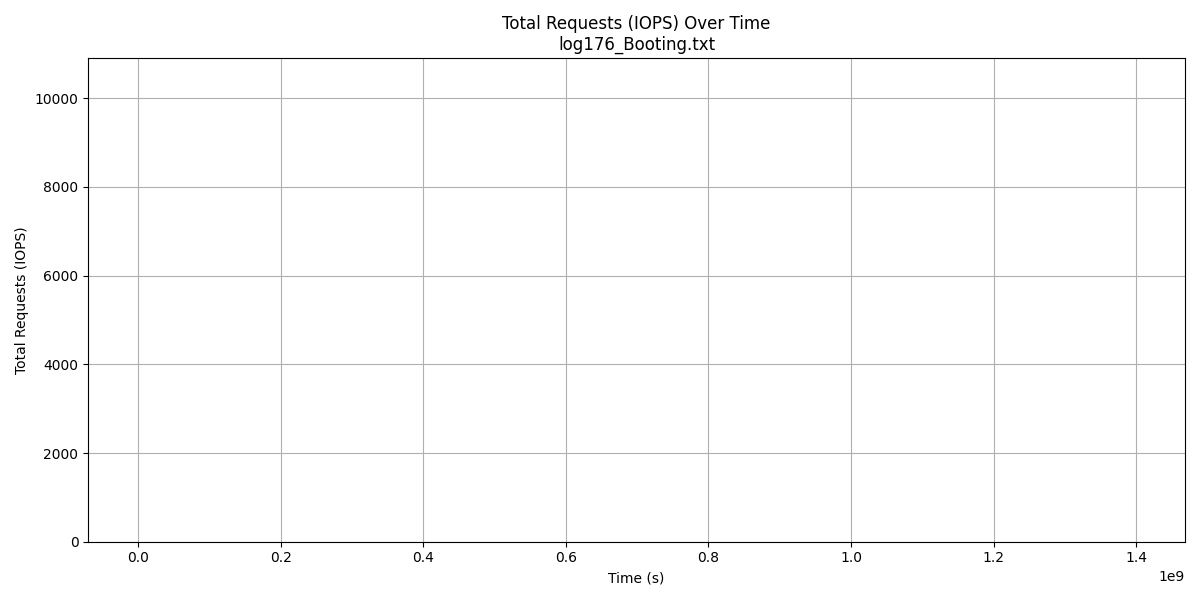 Total Requests (IOPS) Over Time
log176_Booting.txt
10000
8000
6000
4000
2000
0
Total Requests (IOPS)
0.0 0.2 0.4 0.6 0.8 1.0 1.2 1.4
1e9
Time (s)